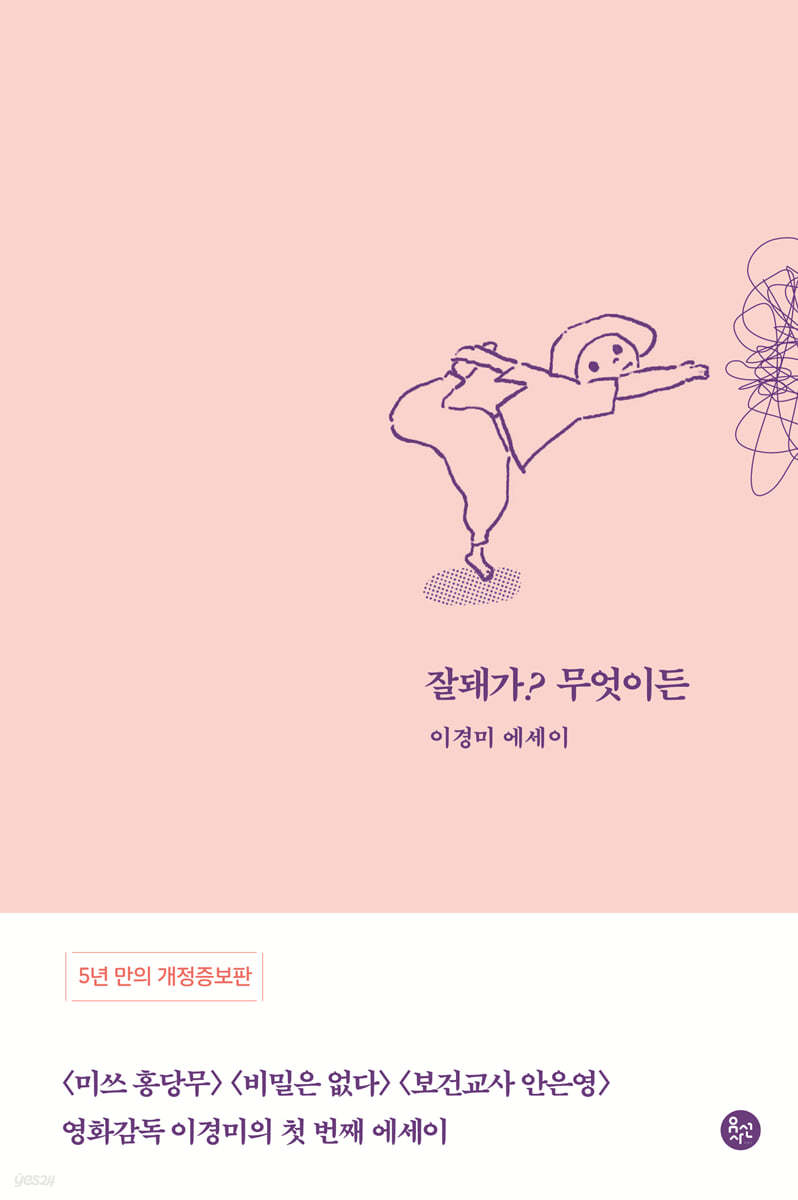 잘돼가? 무엇이든
이경미 에세이
5년 만의 개정증보판
〈미쓰 홍당무〉 〈비밀은 없다〉 〈보건교사 안은영〉
영화감독 이경미의 첫 번째 에세이
유선사
yes24